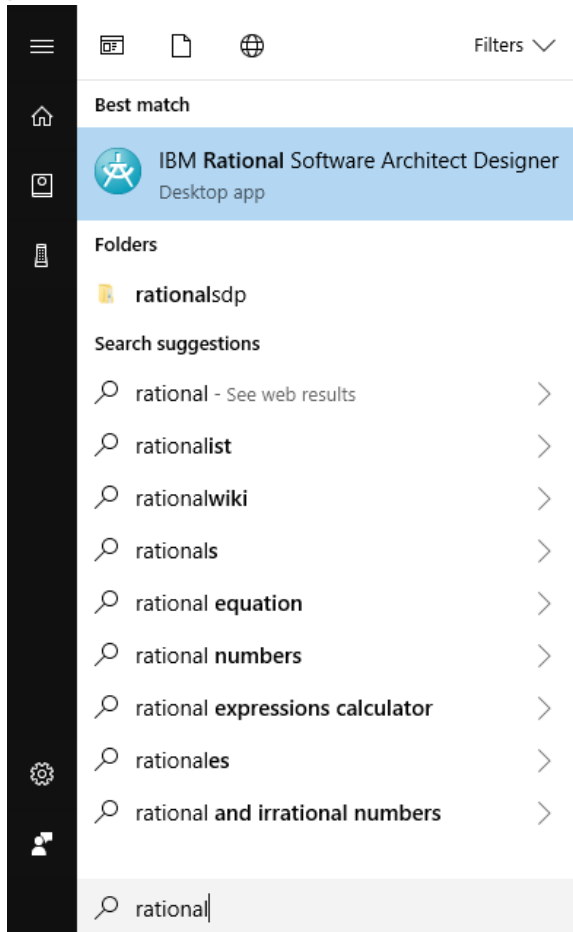 Filters
Best match
IBM Rational Software Architect Designer
Desktop app
Folders
rationalsdp
Search suggestions
rational - See web results
rationalist
rationalwiki
rationals
rational equation
rational numbers
rational expressions calculator
rationales
rational and irrational numbers
rational